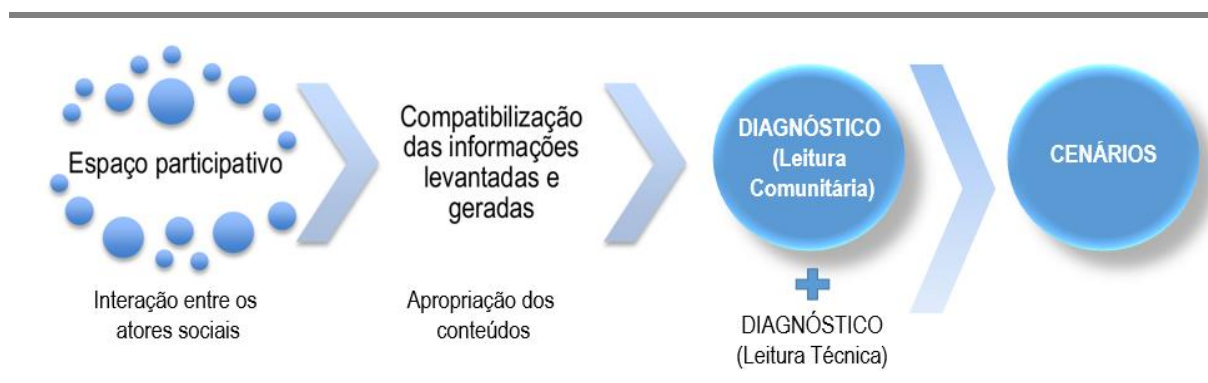 Espaço participativo
Interação entre os
atores sociais
Compatibilização
das informações
levantadas e
geradas
Apropriação dos
conteúdos
DIAGNÓSTICO
(Leitura
Comunitária)
DIAGNÓSTICO
(Leitura Técnica)
CENÁRIOS